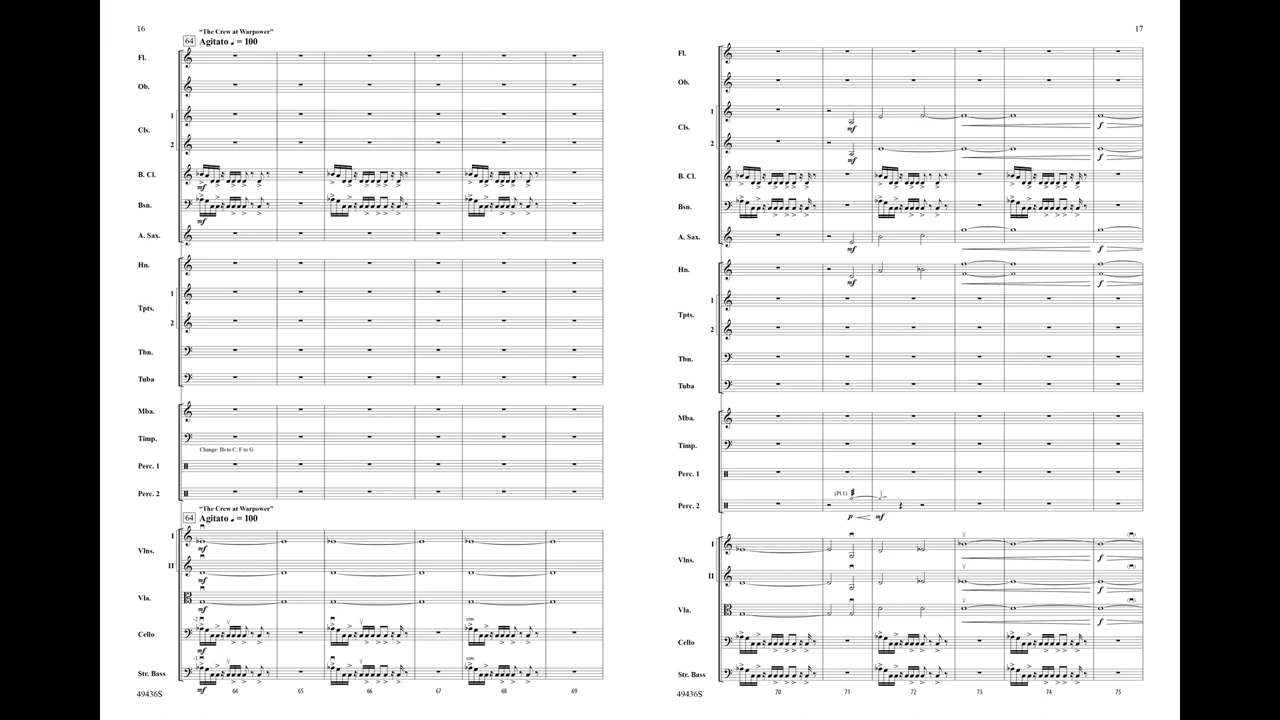 16
"The Crew at Warpower"
64 Agitato ♩ = 100
Fl.
Ob.
1
Cls.
2
B. Cl.
mf
Bsn.
mf
A. Sax.
Hn.
1
Tpts.
2
Tbn.
Tuba
Mba.
Timp.
Change: B♭ to C, F to G
Perc. 1
Perc. 2
"The Crew at Warpower"
64 Agitato ♩ = 100
I
mf
Vlns.
II
mf
Vla.
mf
sim.
Cello
mf
sim.
Str. Bass
mf
64 65 66 67 68 69
49436S
17
Fl.
Ob.
1
mf f
Cls.
2
mf f
B. Cl.
Bsn.
A. Sax.
mf f
Hn.
mf f
1
Tpts.
2
Tbn.
Tuba
Mba.
Timp.
Perc. 1
(Pl.1)
Perc. 2
p mf
I
f
Vlns.
II
f
Vla.
f
Cello
Str. Bass
70 71 72 73 74 75
49436S